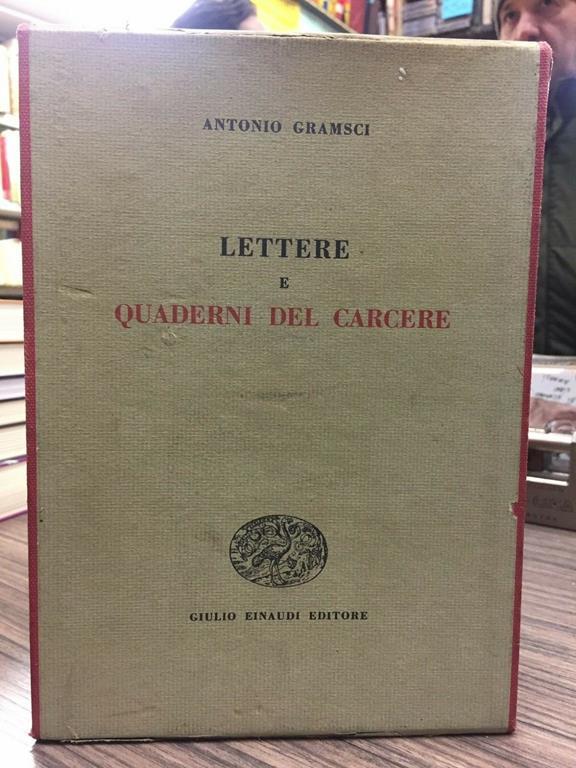 ANTONIO GRAMSCI
LETTERE
E
QUADERNI DEL CARCERE
GIULIO EINAUDI EDITORE